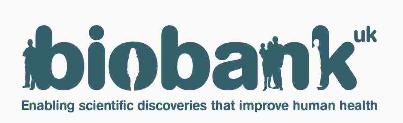 biobank uk
Enabling scientific discoveries that improve human health